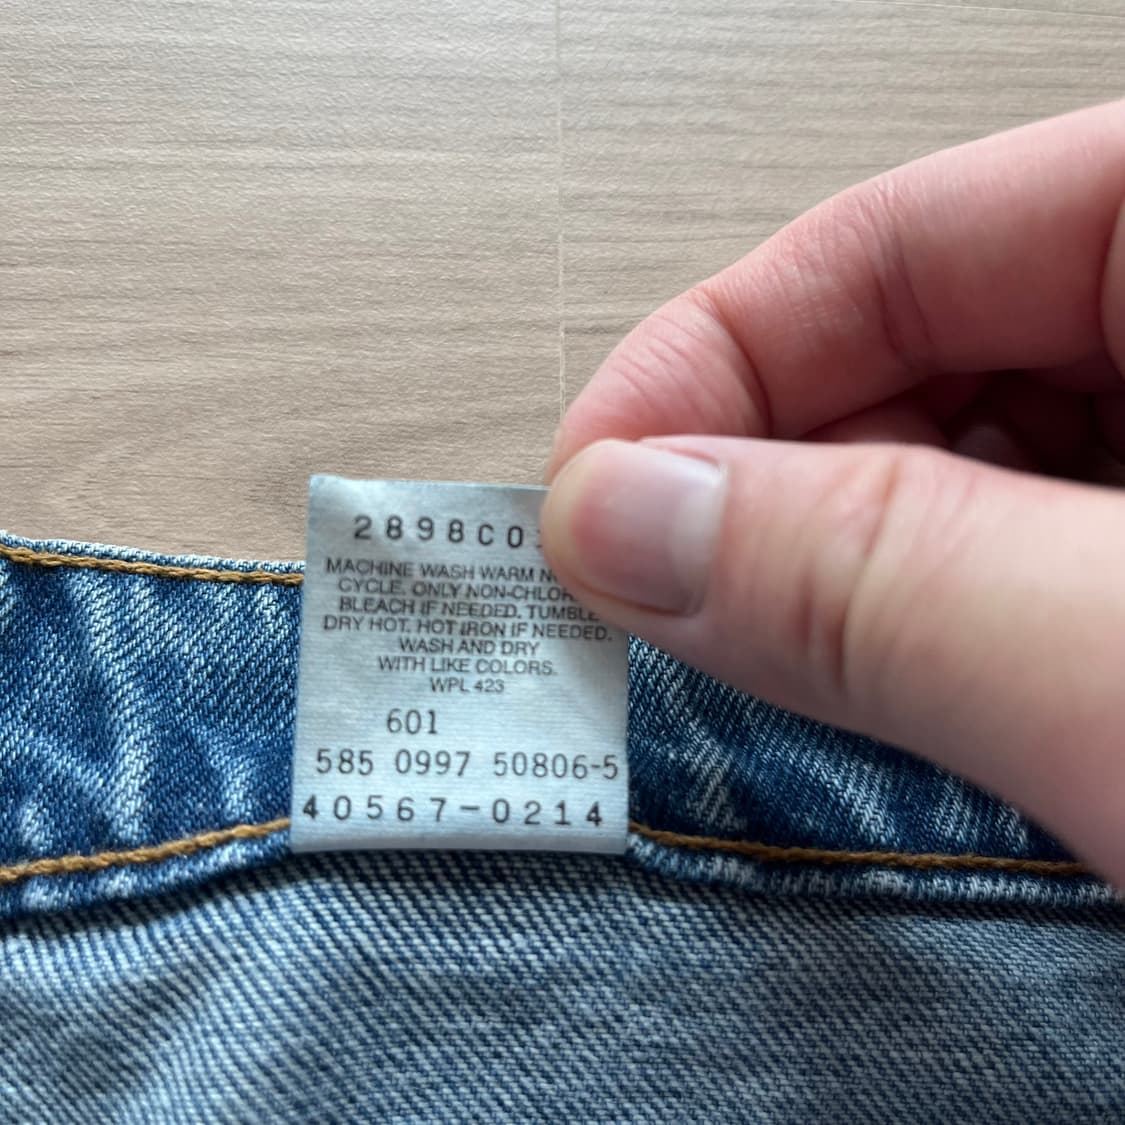 2898C0
MACHINE WASH WARM
CYCLE. ONLY NON-CHLOR
BLEACH IF NEEDED. TUMBLE
DRY HOT. HOT IRON IF NEEDED.
WASH AND DRY
WITH LIKE COLORS.
WPL 423
601
585 0997 50806-5
40567-0214